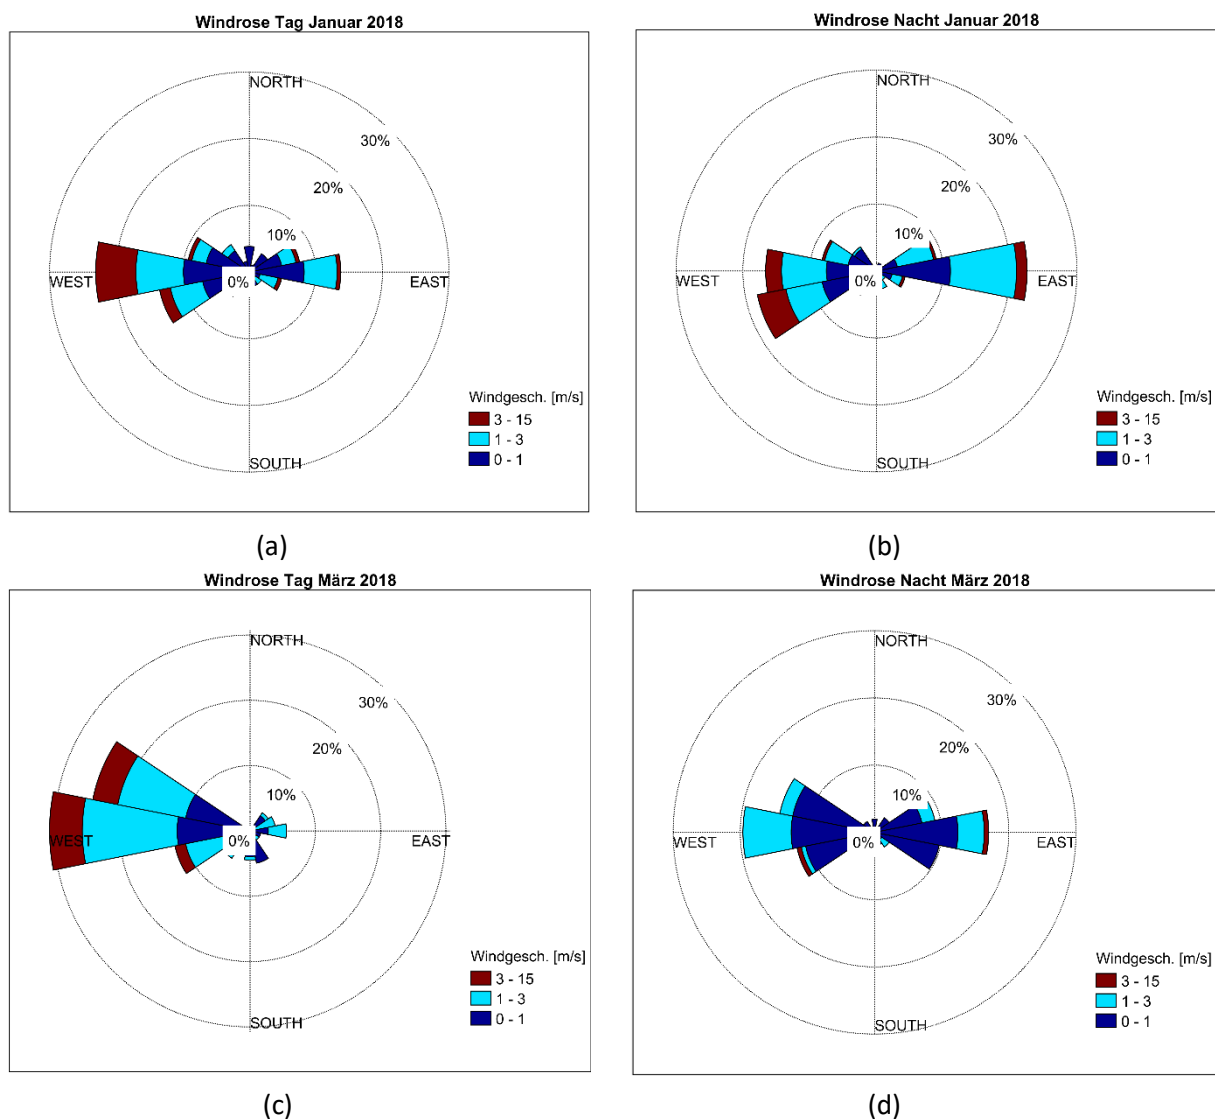 Windrose Tag Januar 2018
NORTH
30%
20%
10%
0%
WEST
EAST
SOUTH
Windgesch. [m/s]
3 - 15
1 - 3
0 - 1
(a)
Windrose Nacht Januar 2018
NORTH
30%
20%
10%
0%
WEST
EAST
SOUTH
Windgesch. [m/s]
3 - 15
1 - 3
0 - 1
(b)
Windrose Tag März 2018
NORTH
30%
20%
10%
0%
WEST
EAST
SOUTH
Windgesch. [m/s]
3 - 15
1 - 3
0 - 1
(c)
Windrose Nacht März 2018
NORTH
30%
20%
10%
0%
WEST
EAST
SOUTH
Windgesch. [m/s]
3 - 15
1 - 3
0 - 1
(d)